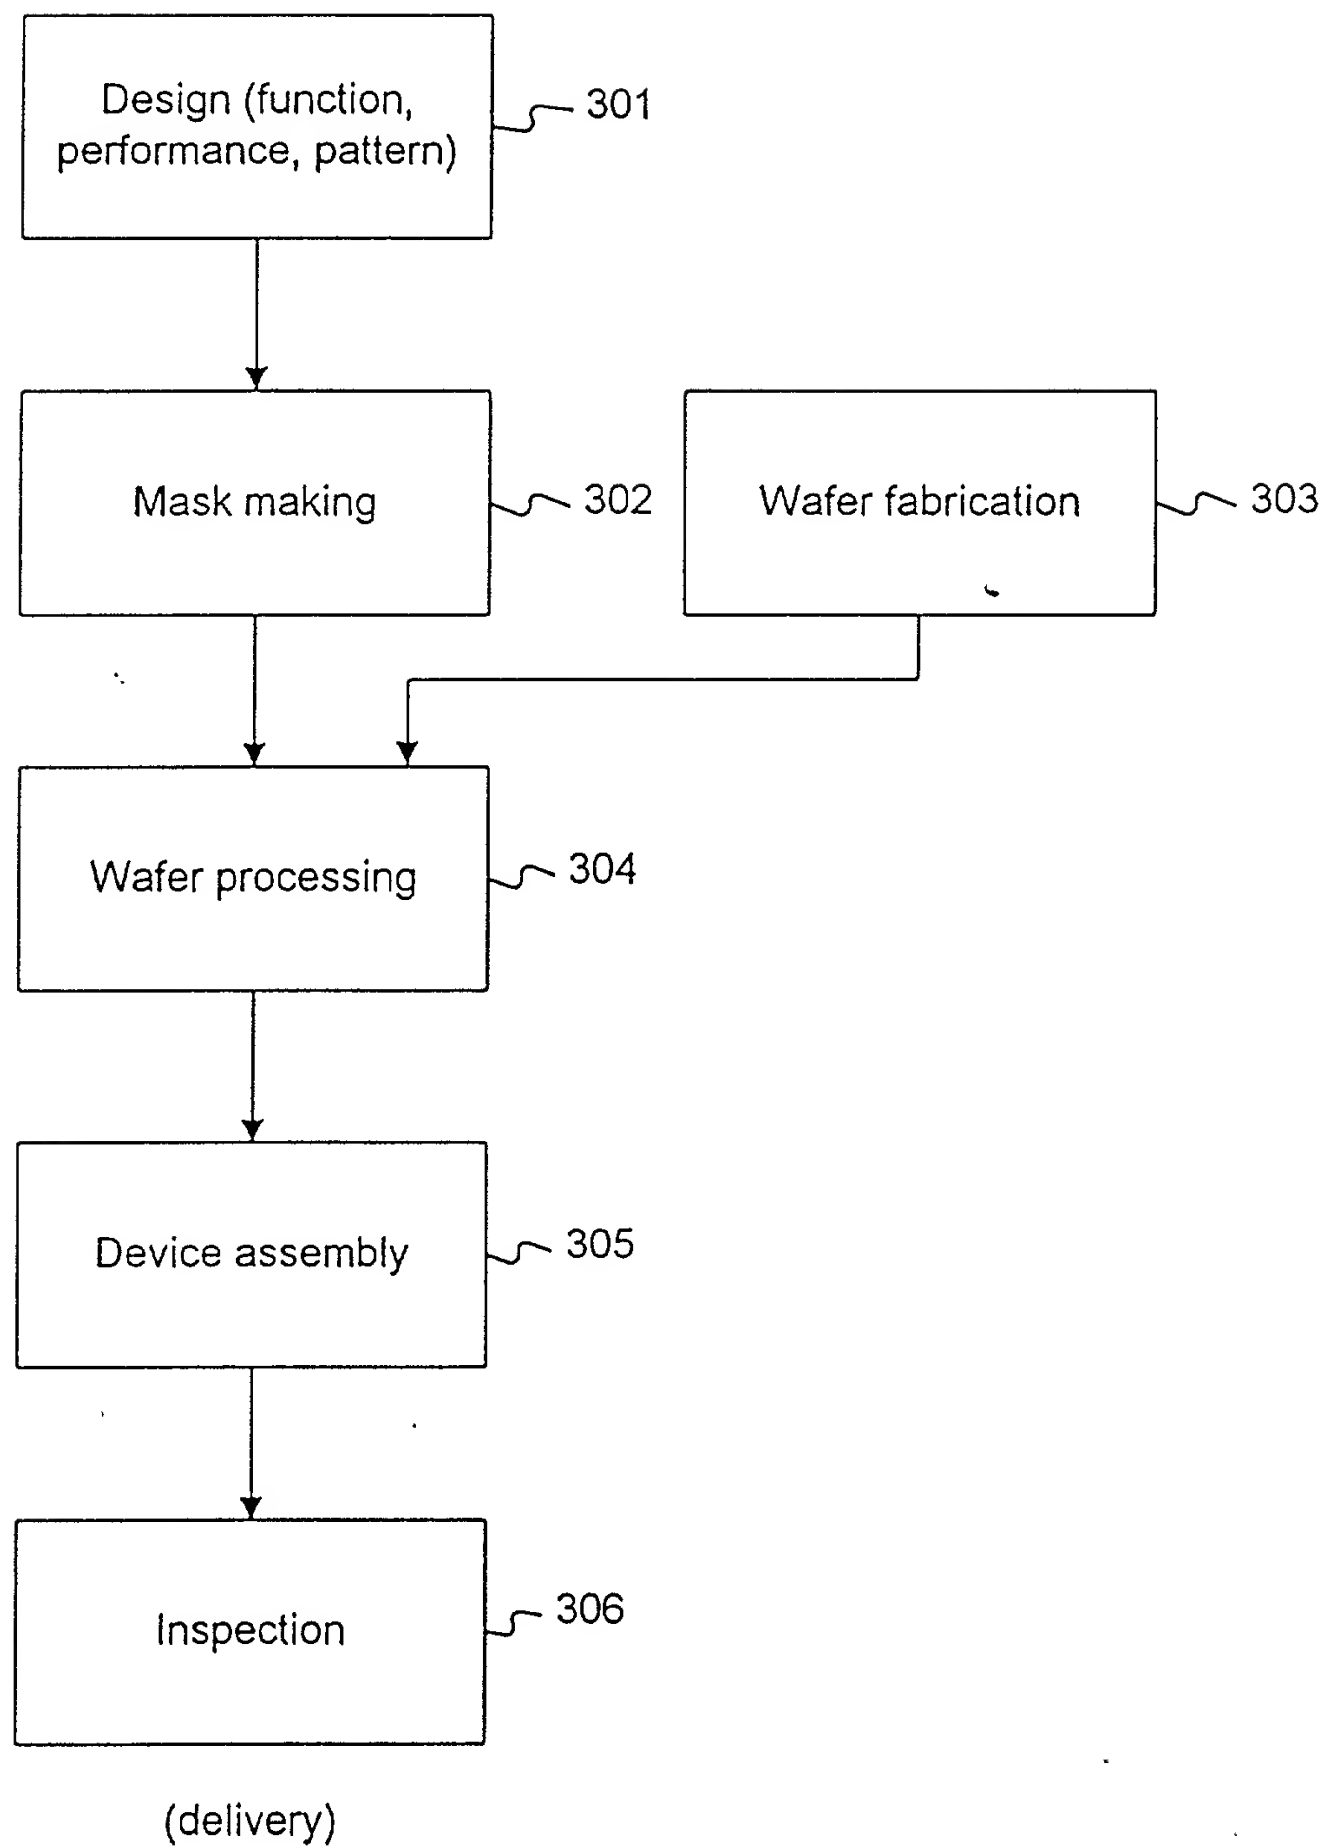 Design (function,
performance, pattern)
301
Mask making
302
Wafer fabrication
303
Wafer processing
304
Device assembly
305
Inspection
306
(delivery)